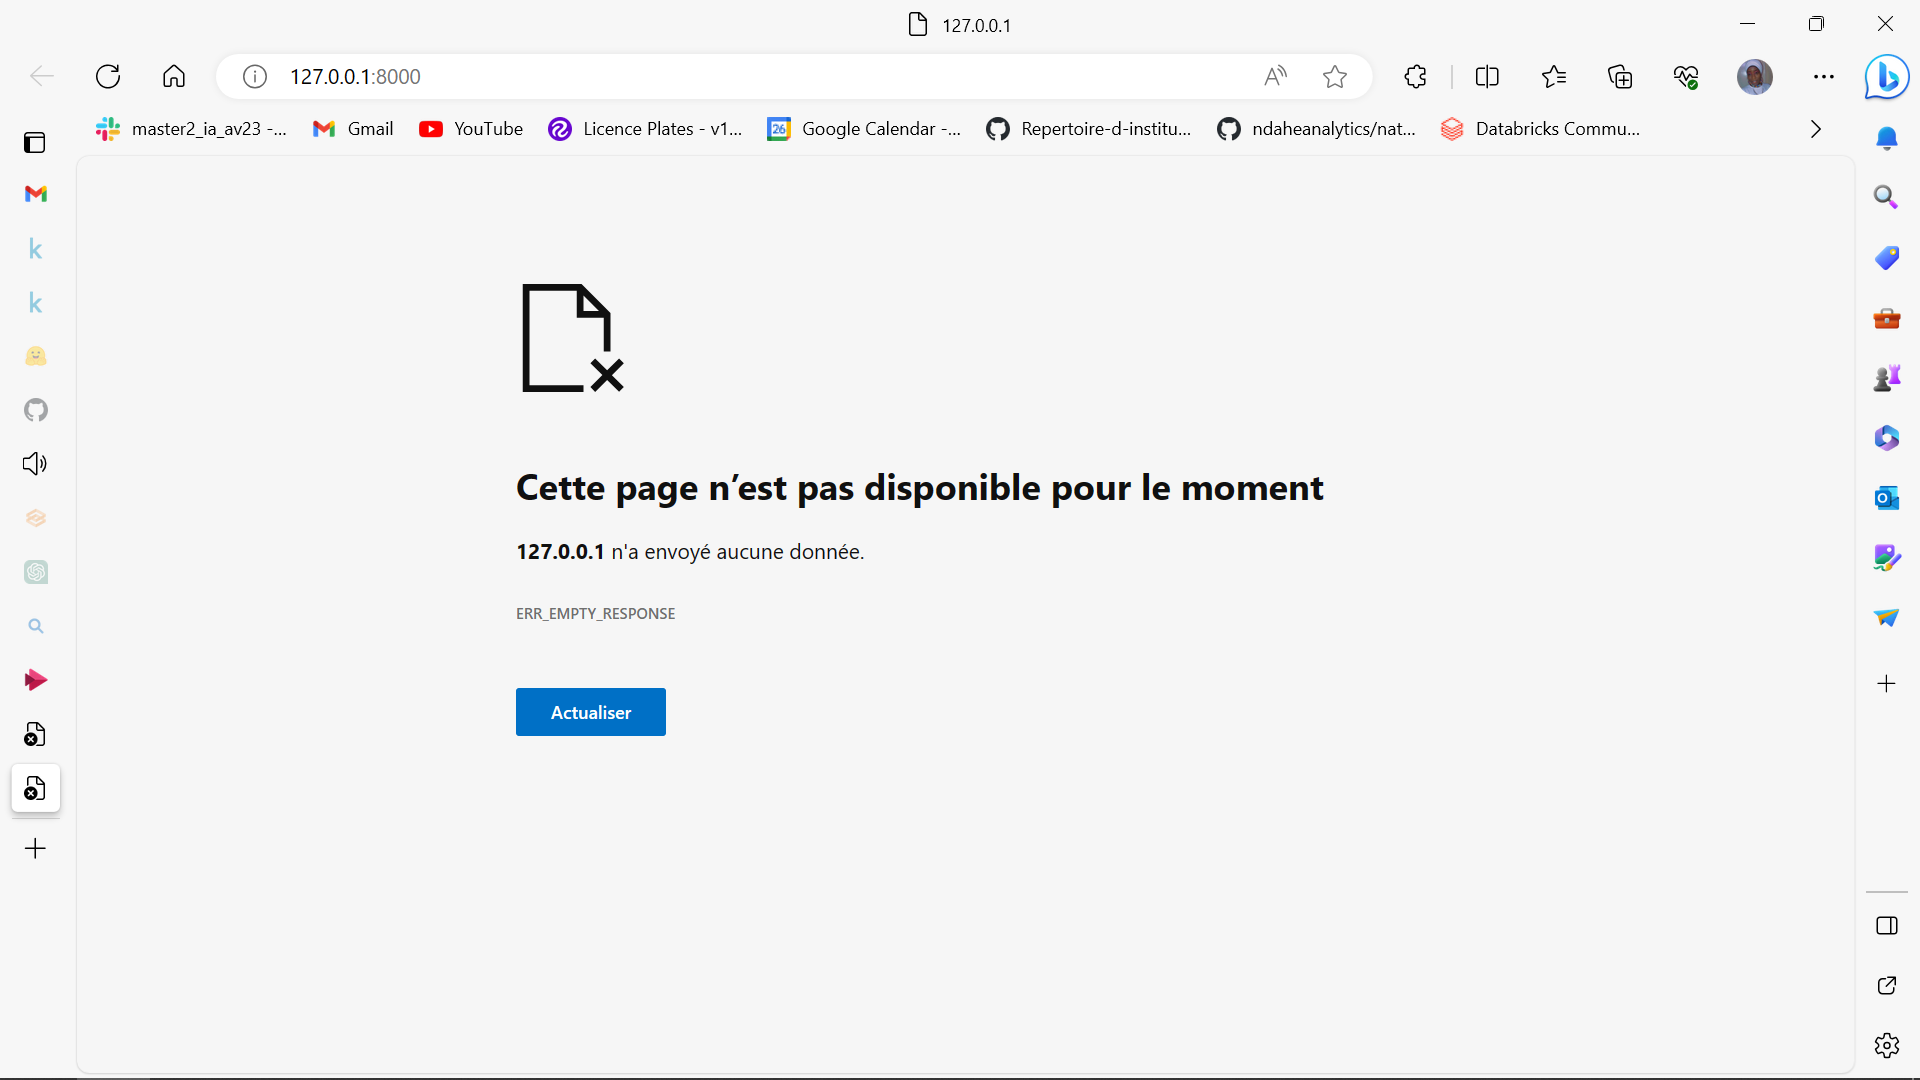 127.0.0.1
127.0.0.1:8000
master2_ia_av23 -...
Gmail
YouTube
Licence Plates - v1...
Google Calendar -...
Repertoire-d-institu...
ndaheanalytics/nat...
Databricks Commu...
Cette page n’est pas disponible pour le moment
127.0.0.1 n'a envoyé aucune donnée.
ERR_EMPTY_RESPONSE
Actualiser